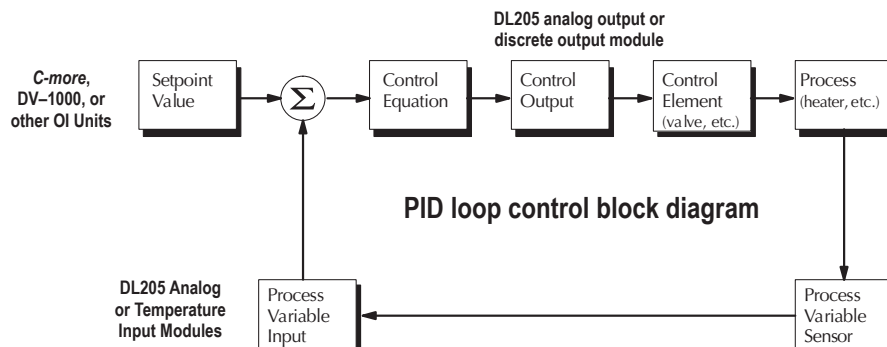 DL205 analog output or
discrete output module
C-more,
DV–1000, or
other OI Units
Setpoint
Value
Σ
Control
Equation
Control
Output
Control
Element
(valve, etc.)
Process
(heater, etc.)
PID loop control block diagram
DL205 Analog
or Temperature
Input Modules
Process
Variable
Input
Process
Variable
Sensor